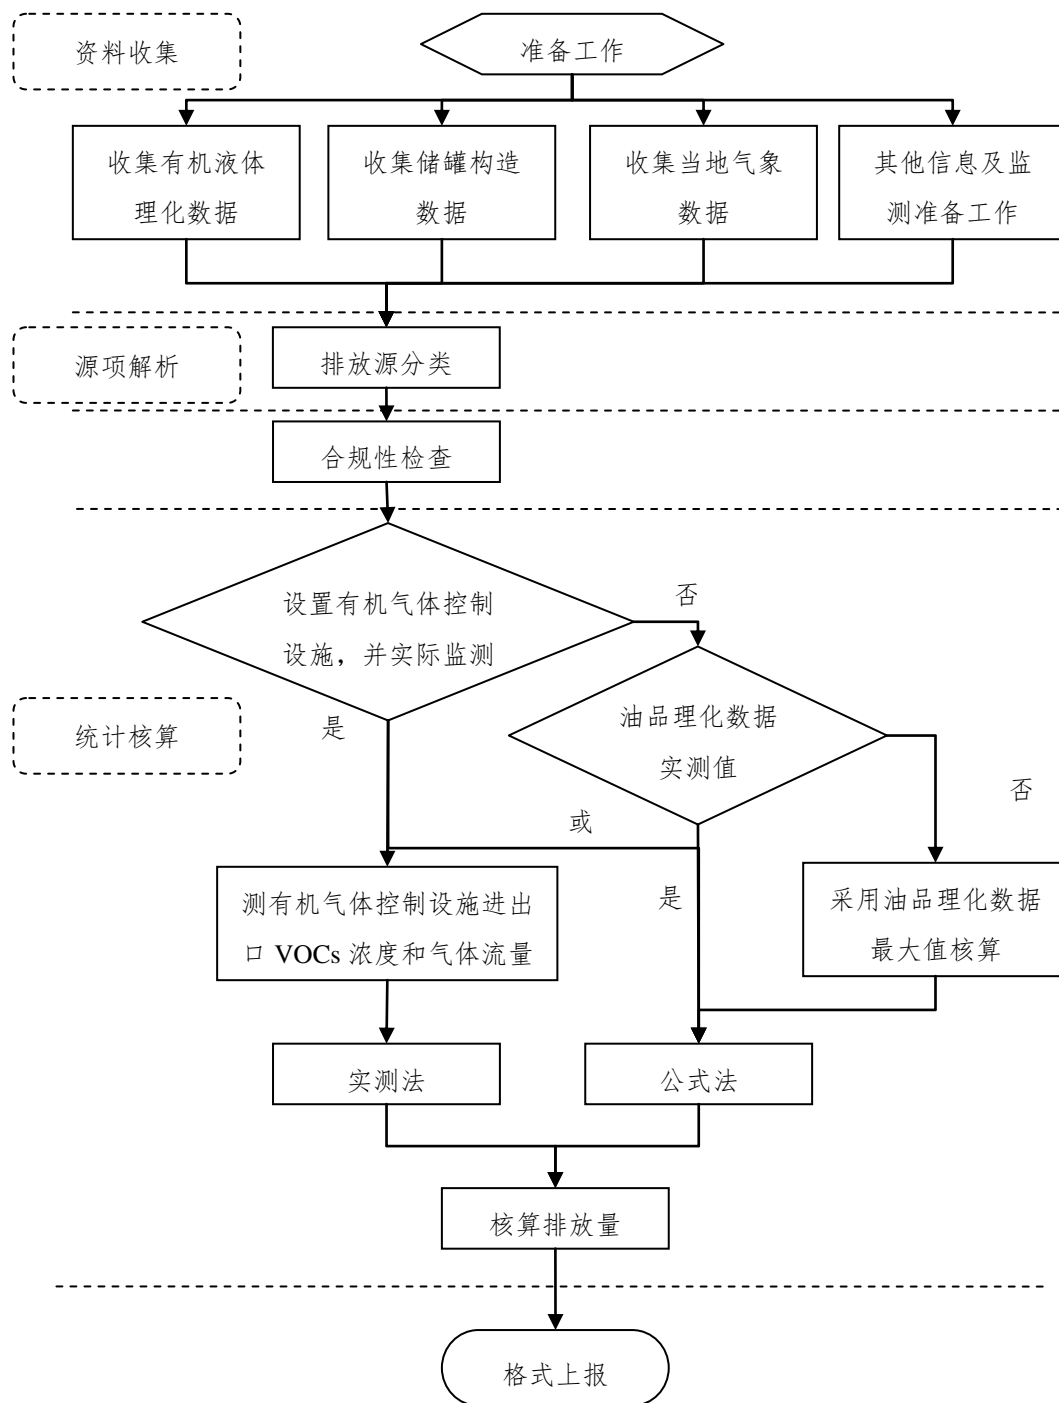 资料收集
准备工作
收集有机液体
理化数据
收集储罐构造
数据
收集当地气象
数据
其他信息及监
测准备工作
源项解析
排放源分类
合规性检查
设置有机气体控制
设施，并实际监测
否
是
统计核算
油品理化数据
实测值
否
或
测有机气体控制设施进出
口 VOCs 浓度和气体流量
是
采用油品理化数据
最大值核算
实测法
公式法
核算排放量
格式上报